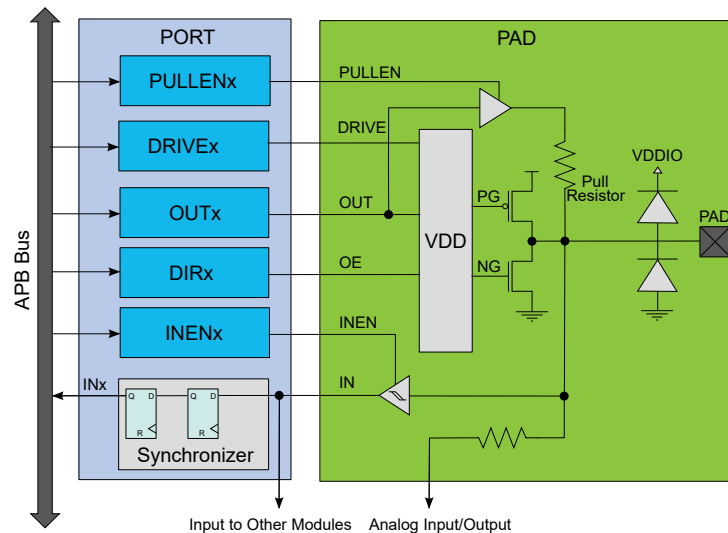 PORT
PAD
PULLENx
PULLEN
DRIVEx
DRIVE
VDDIO
Pull
Resistor
OUTx
OUT
PG
PAD
VDD
APB Bus
DIRx
OE
NG
INENx
INEN
INx
IN
Q D
Q D
R
R
Synchronizer
Input to Other Modules
Analog Input/Output